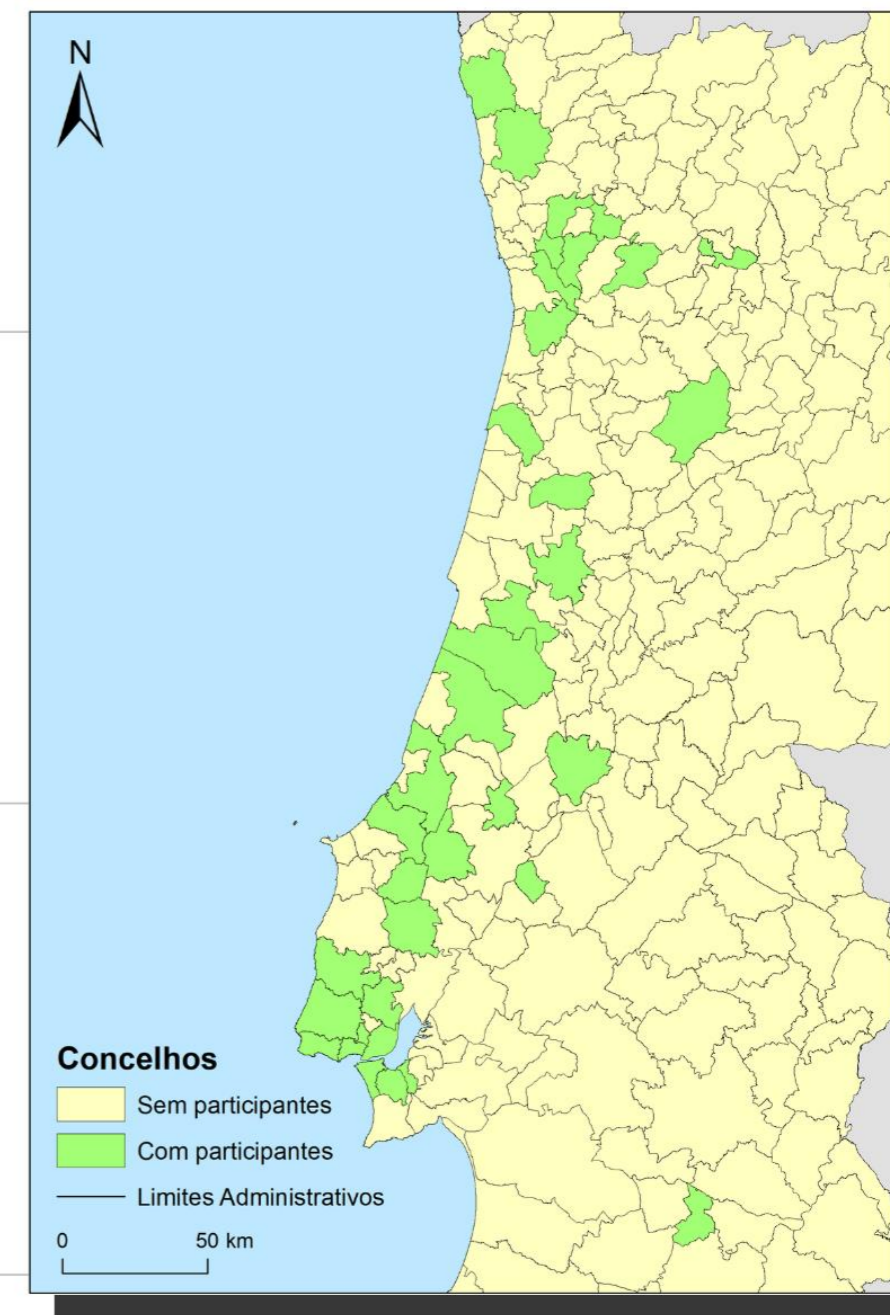 N
Concelhos
Sem participantes
Com participantes
Limites Administrativos
0 50 km